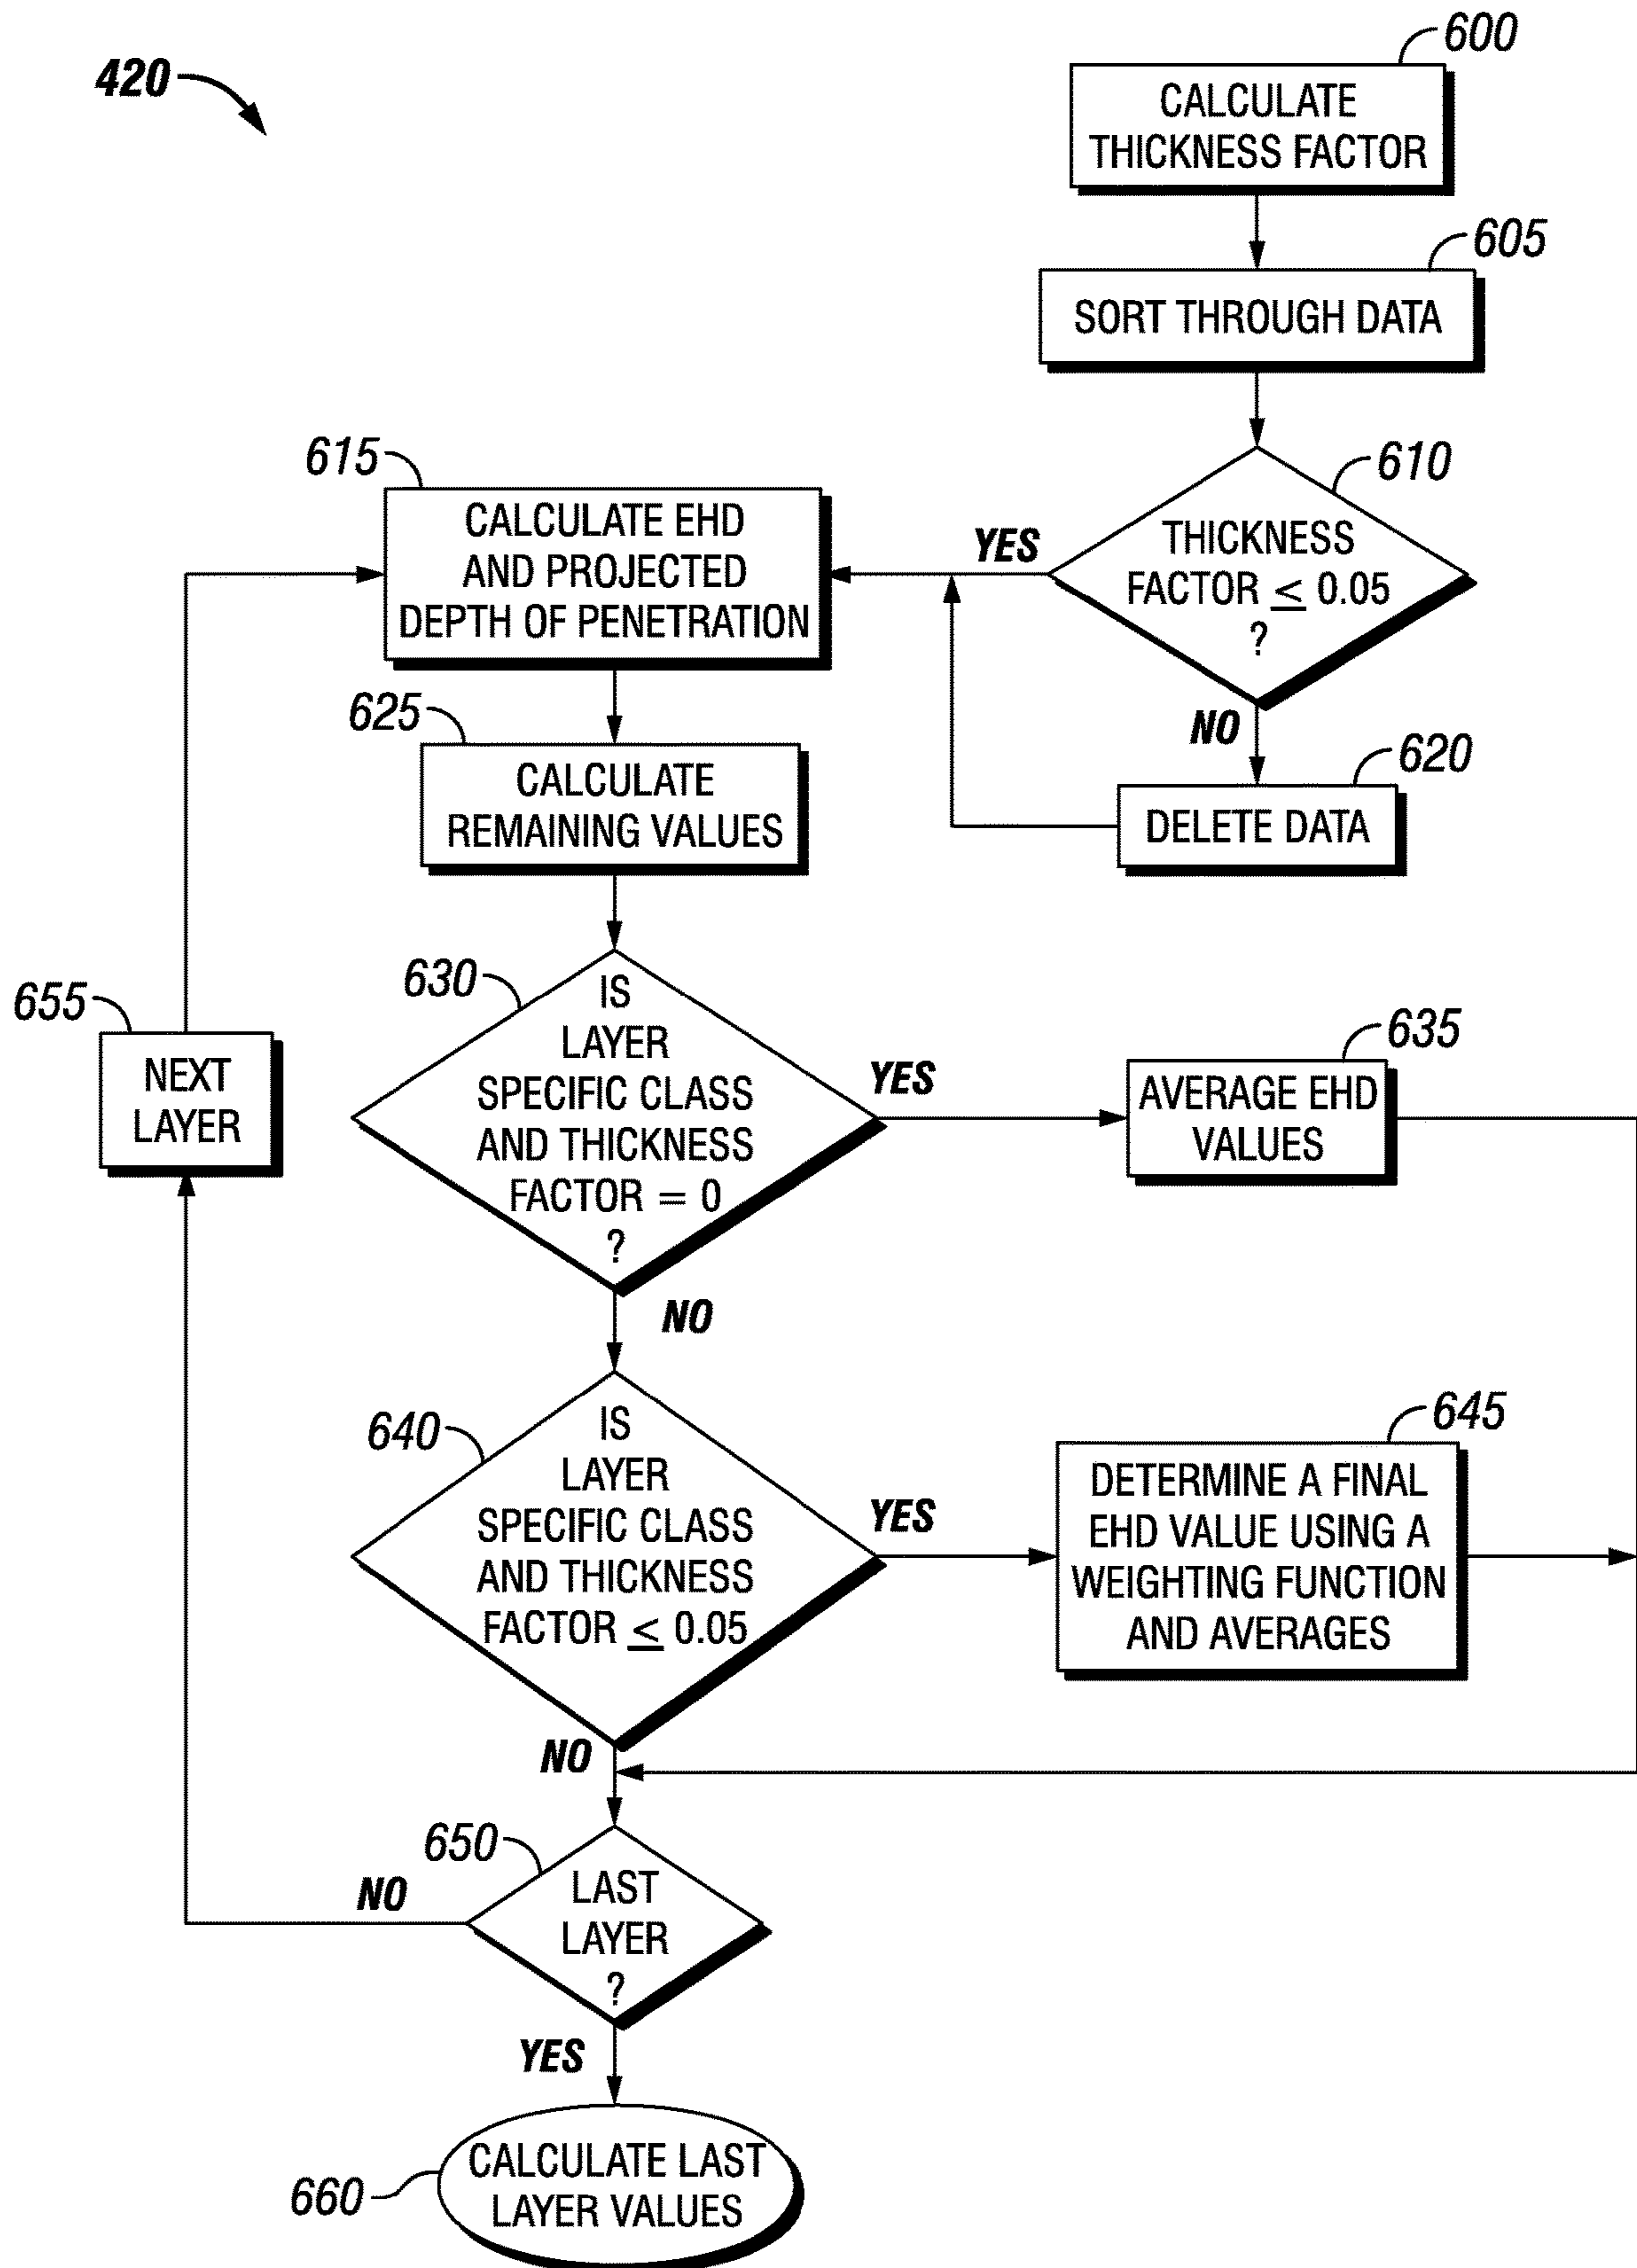 420
600
CALCULATE
THICKNESS FACTOR
605
SORT THROUGH DATA
610
THICKNESS
FACTOR ≤ 0.05
?
YES
NO
615
CALCULATE EHD
AND PROJECTED
DEPTH OF PENETRATION
620
DELETE DATA
625
CALCULATE
REMAINING VALUES
630
IS
LAYER
SPECIFIC CLASS
AND THICKNESS
FACTOR = 0
?
YES
NO
635
AVERAGE EHD
VALUES
655
NEXT
LAYER
640
IS
LAYER
SPECIFIC CLASS
AND THICKNESS
FACTOR ≤ 0.05
YES
NO
645
DETERMINE A FINAL
EHD VALUE USING A
WEIGHTING FUNCTION
AND AVERAGES
650
LAST
LAYER
?
NO
YES
660
CALCULATE LAST
LAYER VALUES